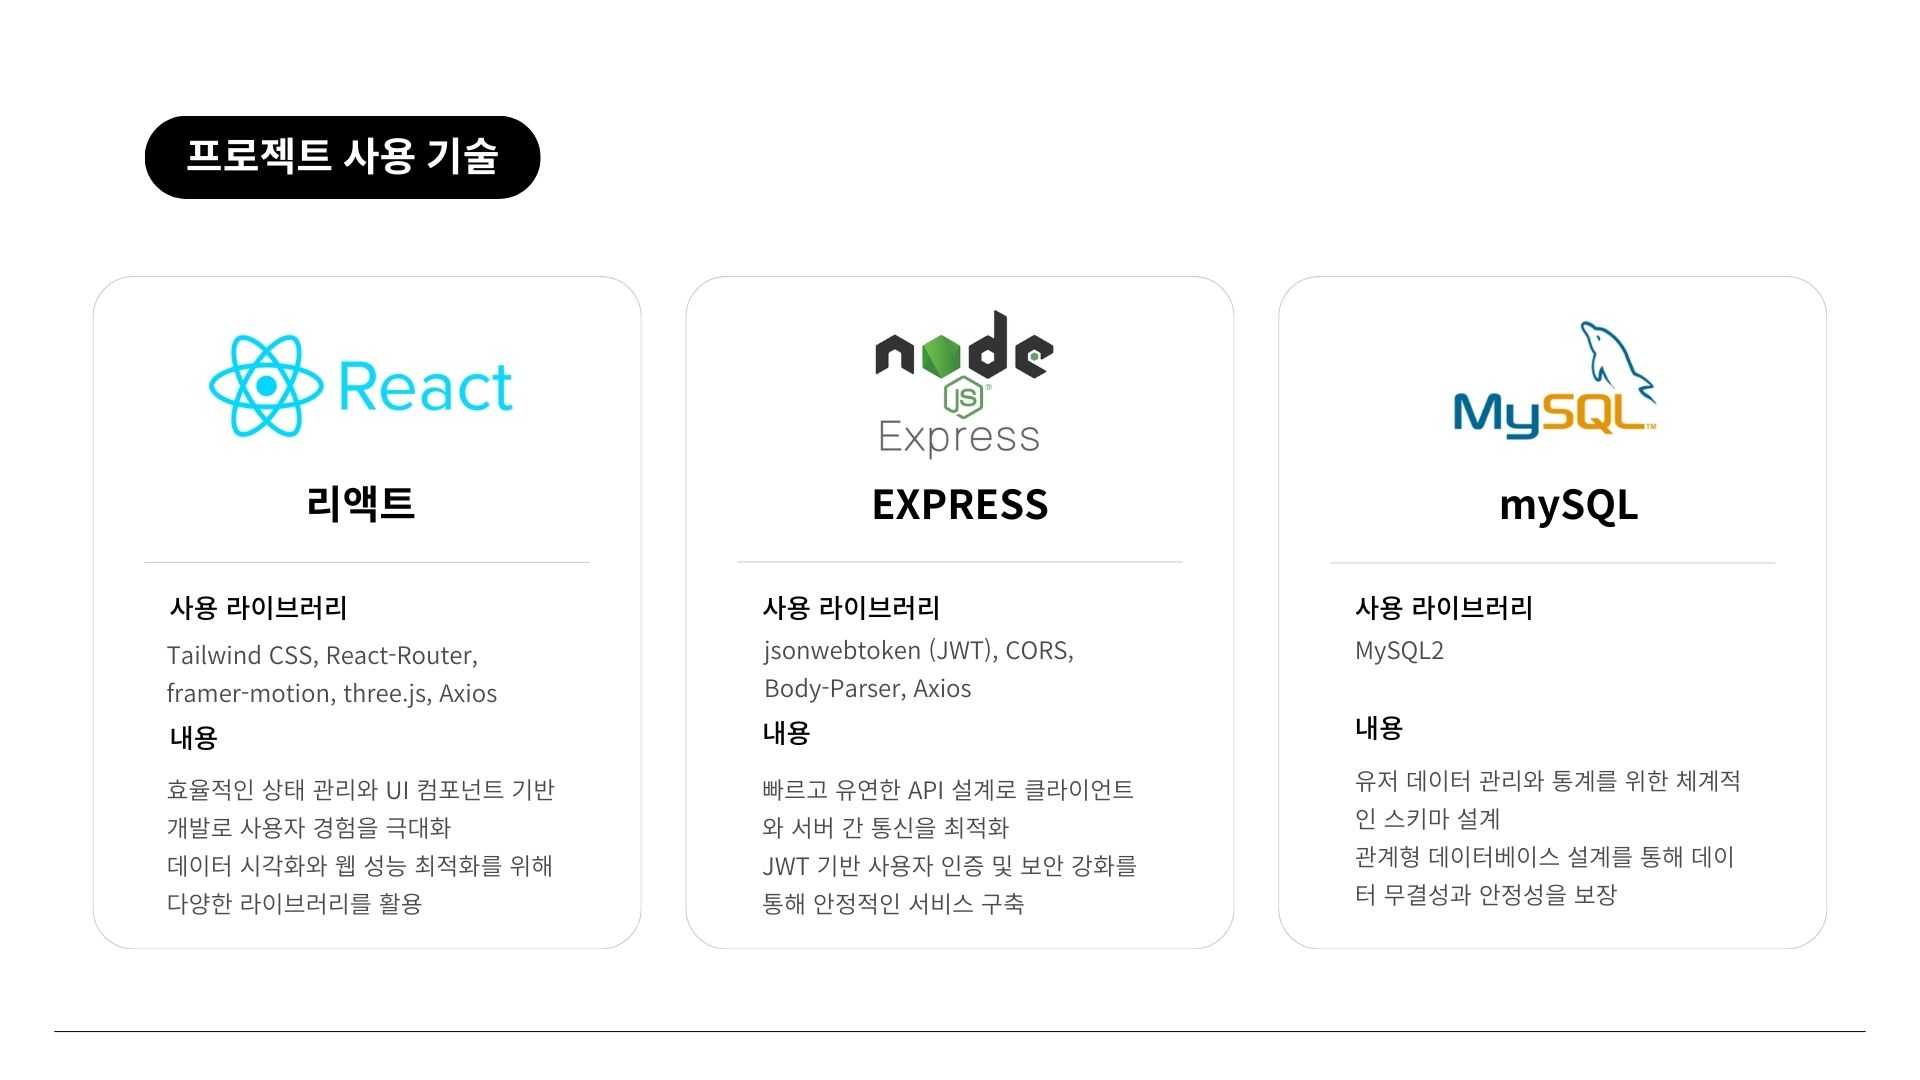 프로젝트 사용 기술
React
리액트
사용 라이브러리
Tailwind CSS, React-Router,
framer-motion, three.js, Axios
내용
효율적인 상태 관리와 UI 컴포넌트 기반
개발로 사용자 경험을 극대화
데이터 시각화와 웹 성능 최적화를 위해
다양한 라이브러리를 활용
node
JS®
Express
EXPRESS
사용 라이브러리
jsonwebtoken (JWT), CORS,
Body-Parser, Axios
내용
빠르고 유연한 API 설계로 클라이언트
와 서버 간 통신을 최적화
JWT 기반 사용자 인증 및 보안 강화를
통해 안정적인 서비스 구축
MySQL™
mySQL
사용 라이브러리
MySQL2
내용
유저 데이터 관리와 통계를 위한 체계적
인 스키마 설계
관계형 데이터베이스 설계를 통해 데이
터 무결성과 안정성을 보장